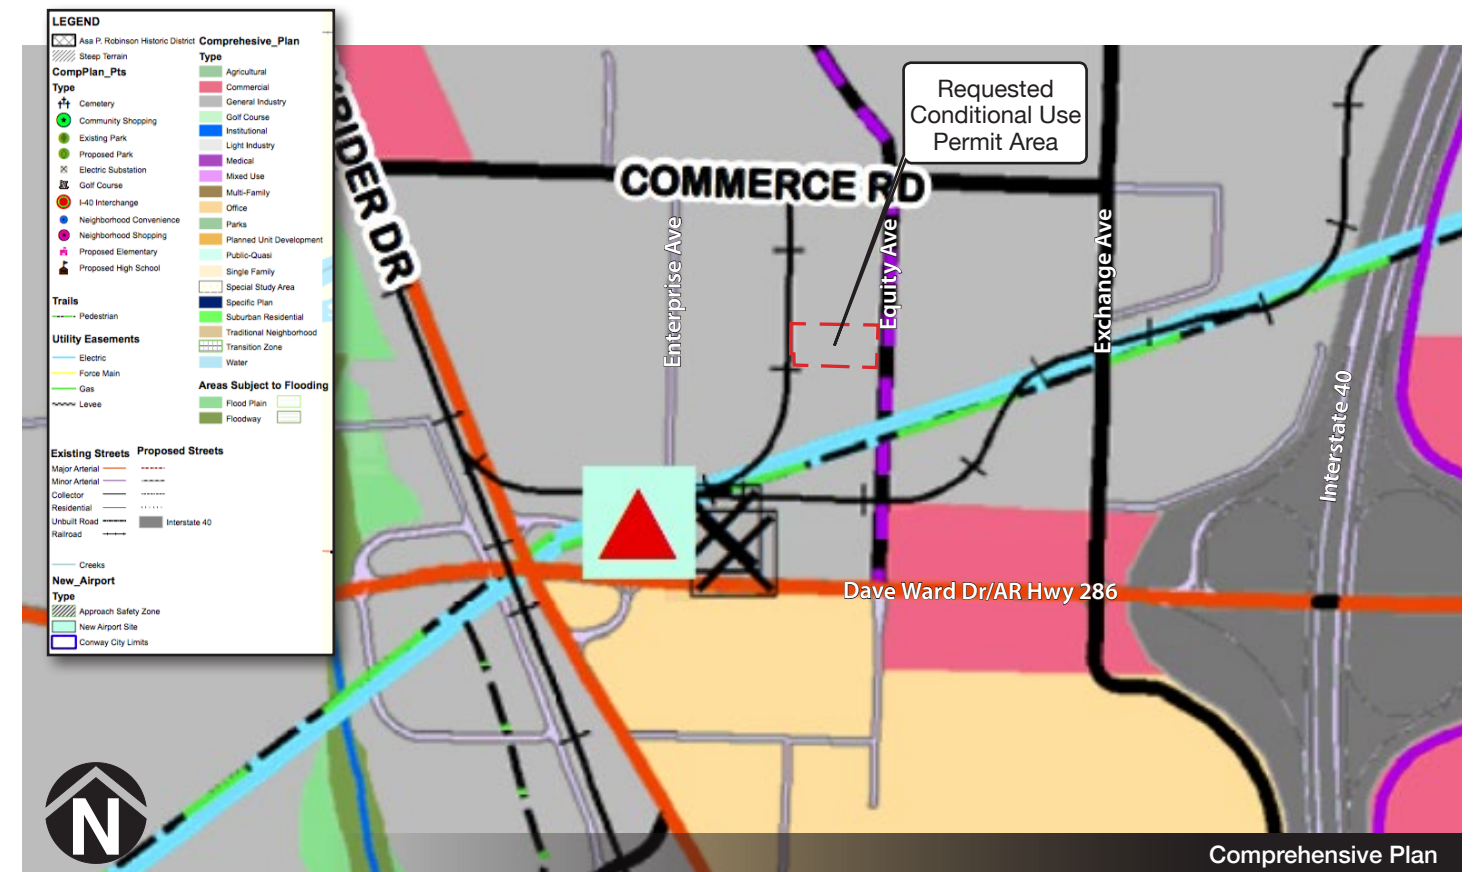 LEGEND
Asa P. Robinson Historic District
Steep Terrain
CompPlan_Pts
Type
Cemetery
Community Shopping
Existing Park
Proposed Park
Electric Substation
Golf Course
I-40 Interchange
Neighborhood Convenience
Neighborhood Shopping
Proposed Elementary
Proposed High School
Trails
Pedestrian
Utility Easements
Electric
Force Main
Gas
Levee
Comprehesive_Plan
Type
Agricultural
Commercial
General Industry
Golf Course
Institutional
Light Industry
Medical
Mixed Use
Multi-Family
Office
Parks
Planned Unit Development
Public-Quasi
Single Family
Special Study Area
Specific Plan
Suburban Residential
Traditional Neighborhood
Transition Zone
Water
Areas Subject to Flooding
Flood Plain
Floodway
Existing Streets
Major Arterial
Minor Arterial
Collector
Residential
Unbuilt Road
Railroad
Proposed Streets
Interstate 40
Creeks
New_Airport
Type
Approach Safety Zone
New Airport Site
Conway City Limits
Requested
Conditional Use
Permit Area
RIDER DR
COMMERCE RD
Enterprise Ave
Equity Ave
Exchange Ave
Interstate 40
Dave Ward Dr/AR Hwy 286
N
Comprehensive Plan